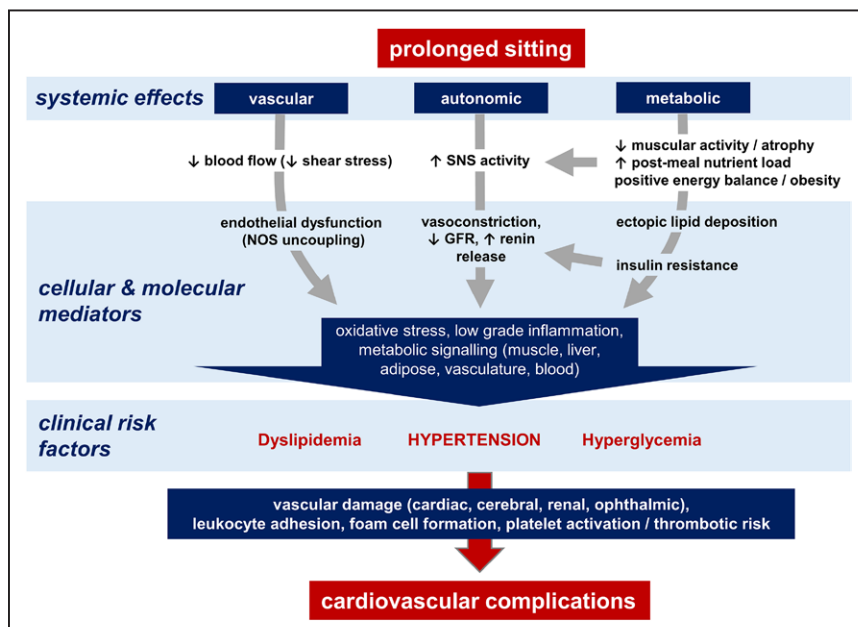 prolonged sitting
systemic effects
vascular
autonomic
metabolic
↓ blood flow (↓ shear stress)
↑ SNS activity
↓ muscular activity / atrophy
↑ post-meal nutrient load
positive energy balance / obesity
endothelial dysfunction
(NOS uncoupling)
vasoconstriction,
↓ GFR, ↑ renin
release
ectopic lipid deposition
insulin resistance
cellular & molecular
mediators
oxidative stress, low grade inflammation,
metabolic signalling (muscle, liver,
adipose, vasculature, blood)
clinical risk
factors
Dyslipidemia
HYPERTENSION
Hyperglycemia
vascular damage (cardiac, cerebral, renal, ophthalmic),
leukocyte adhesion, foam cell formation, platelet activation / thrombotic risk
cardiovascular complications